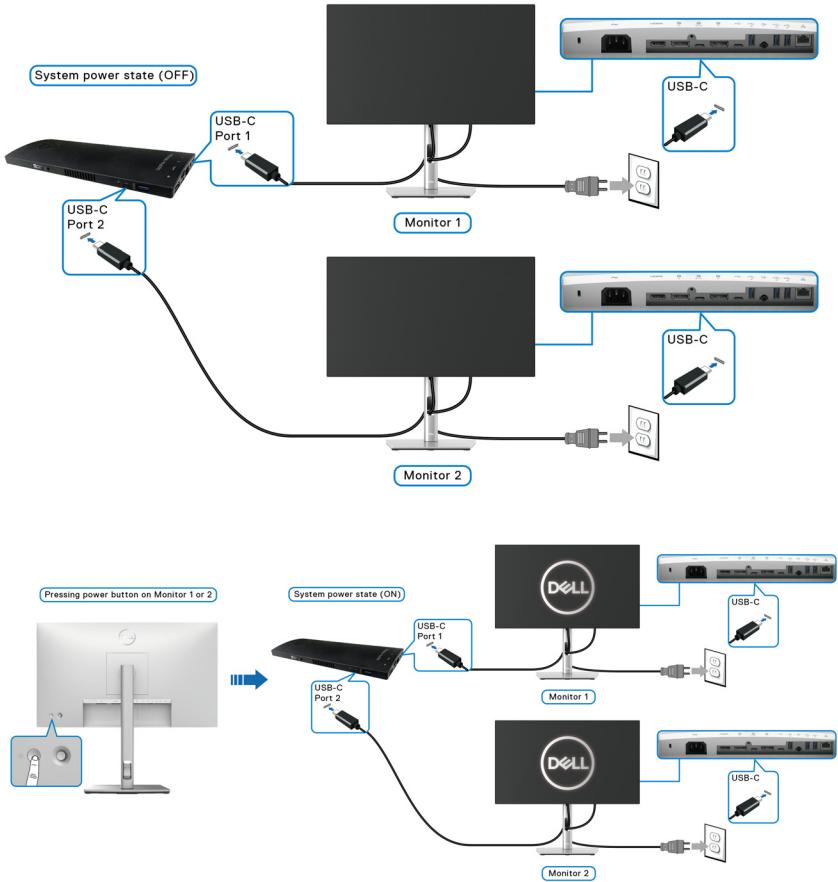 System power state (OFF)
USB-C
Port 1
USB-C
USB-C
Port 2
Monitor 1
USB-C
Monitor 2
Pressing power button on Monitor 1 or 2
System power state (ON)
DELL
USB-C
USB-C
Port 1
USB-C
Port 2
Monitor 1
DELL
USB-C
Monitor 2